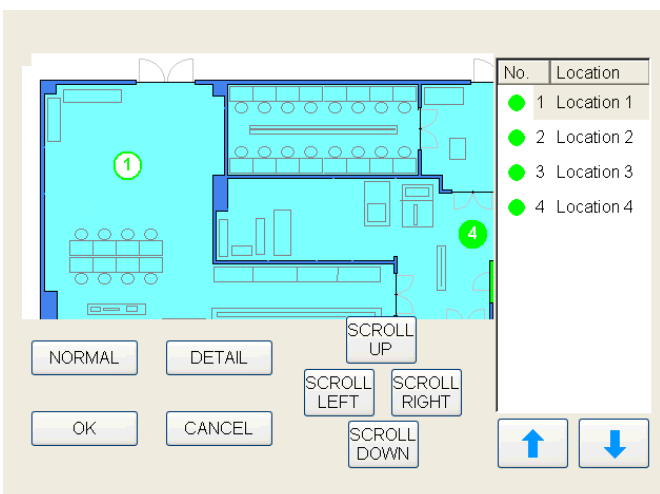 No. Location
1
1 Location 1
2 Location 2
3 Location 3
4 Location 4
4
NORMAL
DETAIL
SCROLL
UP
SCROLL
LEFT
SCROLL
RIGHT
OK
CANCEL
SCROLL
DOWN